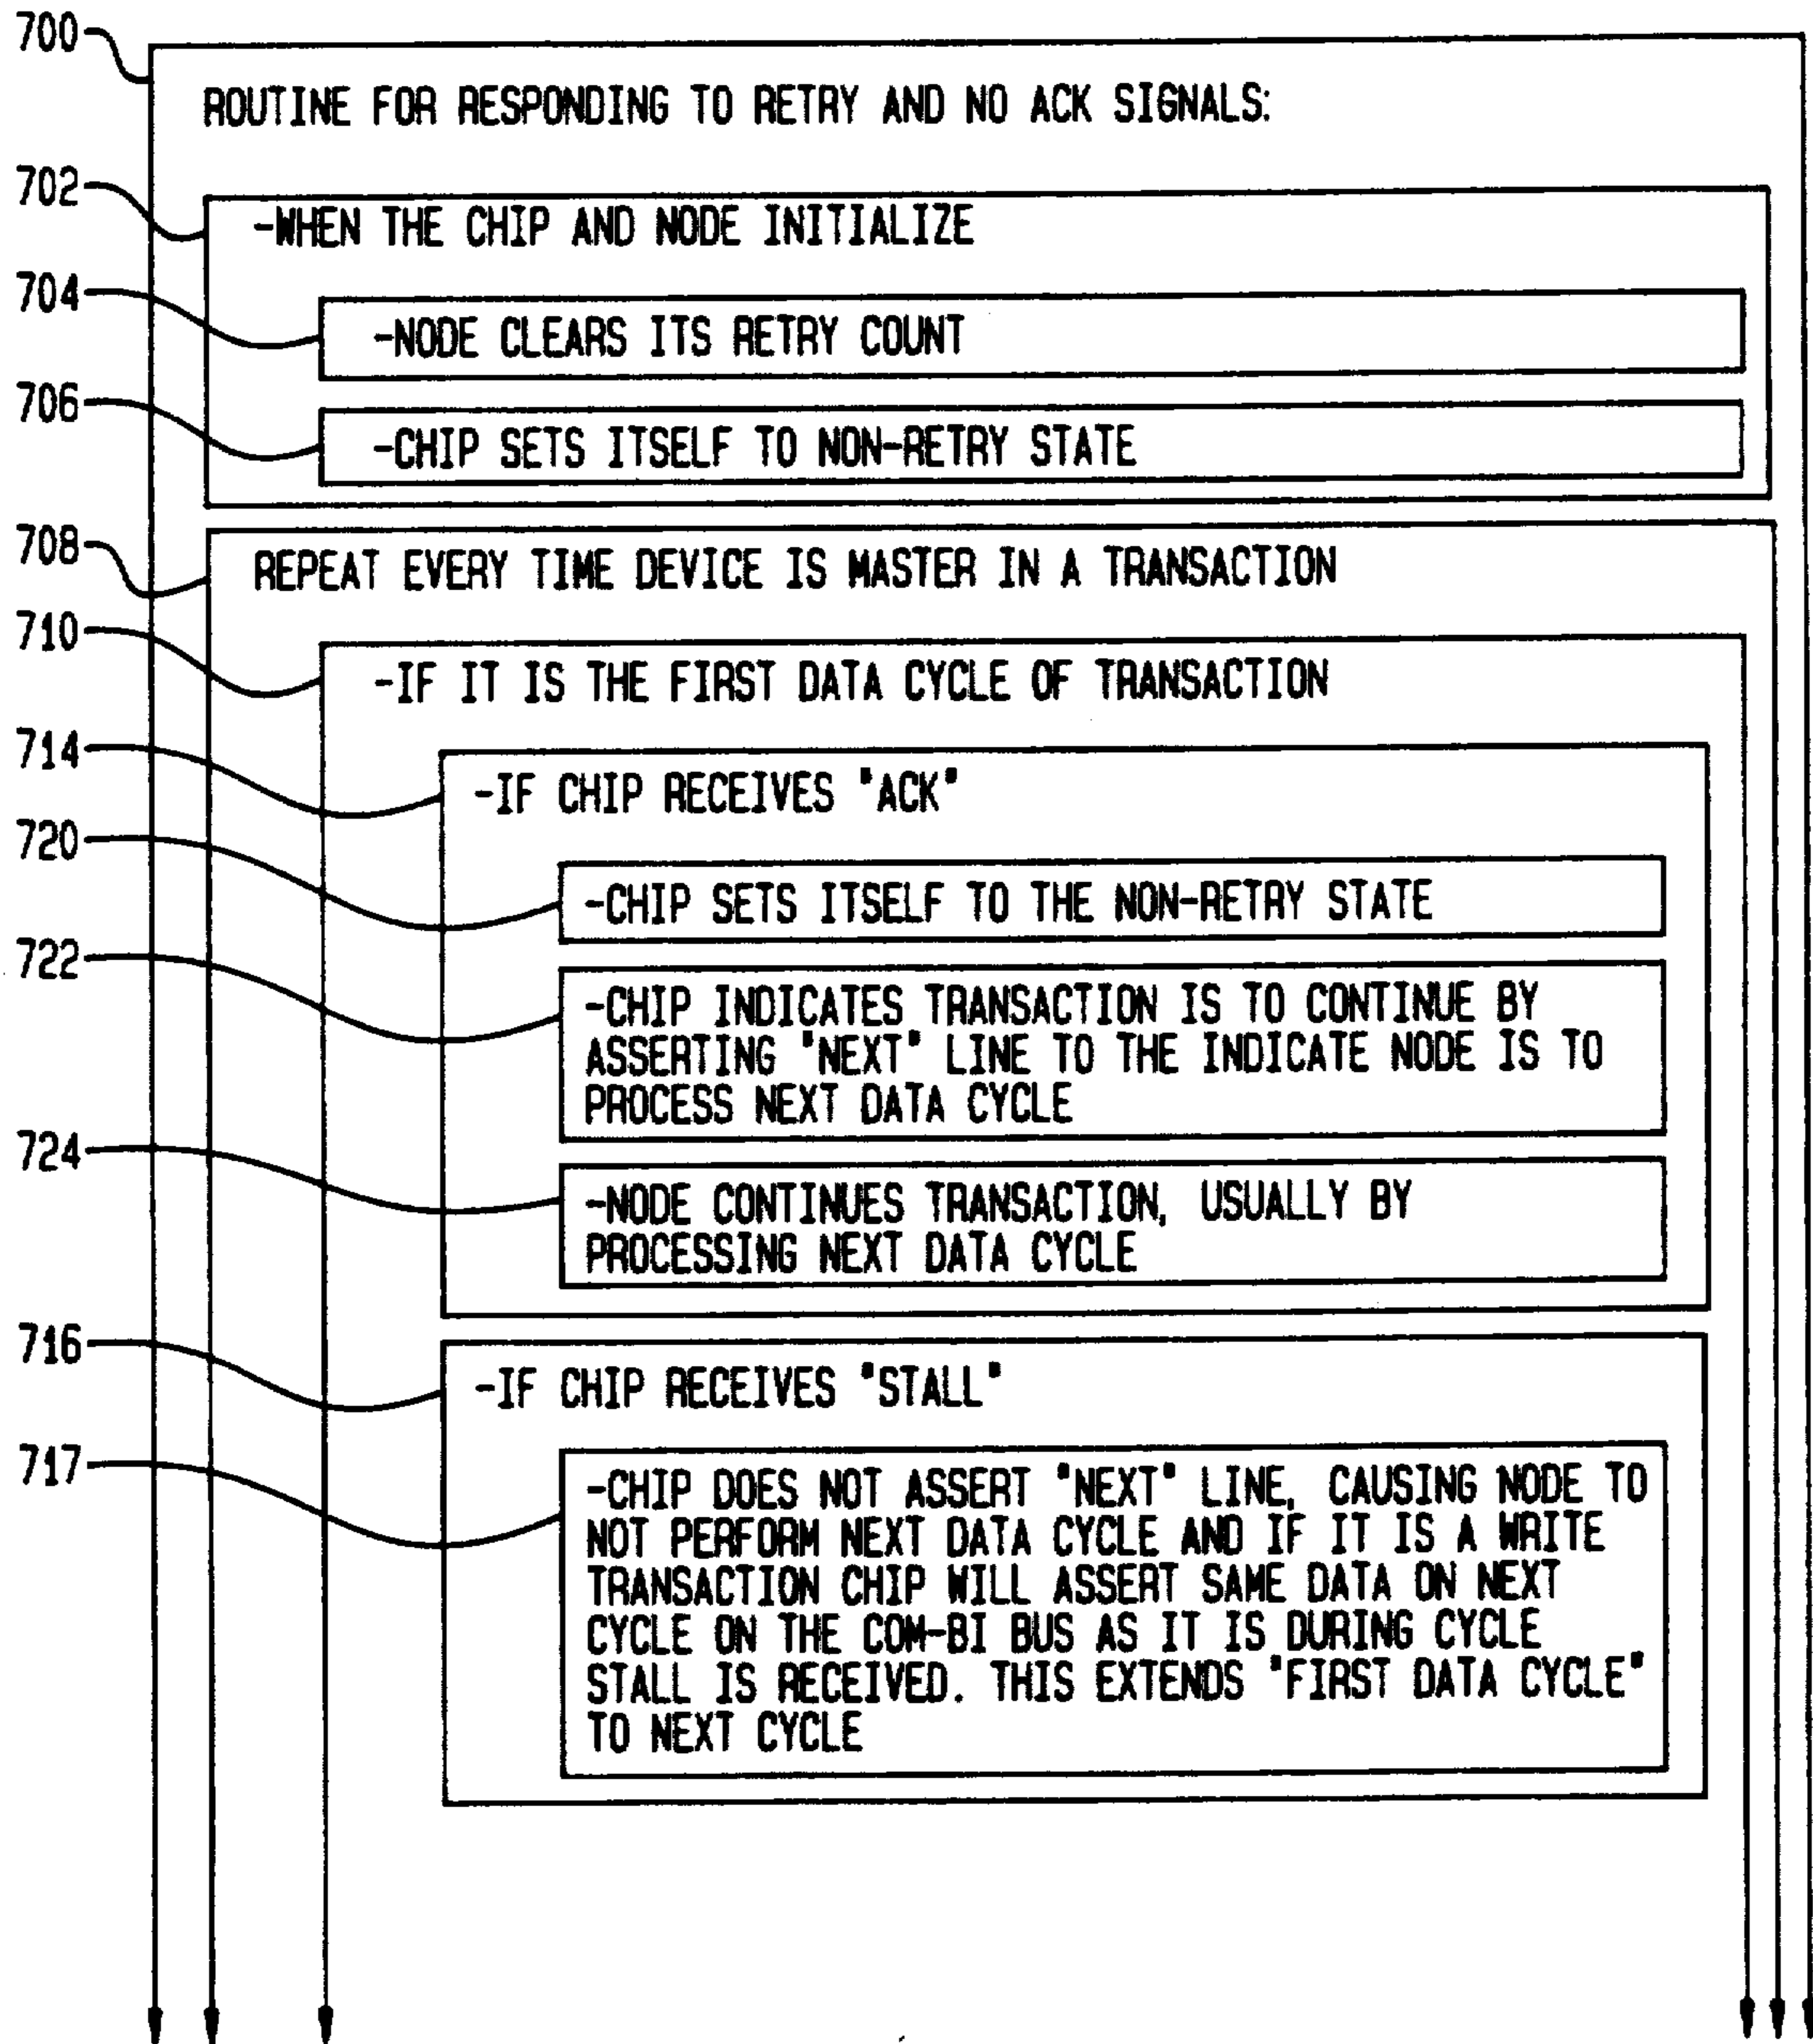 700
ROUTINE FOR RESPONDING TO RETRY AND NO ACK SIGNALS:
702
-WHEN THE CHIP AND NODE INITIALIZE
704
-NODE CLEARS ITS RETRY COUNT
706
-CHIP SETS ITSELF TO NON-RETRY STATE
708
REPEAT EVERY TIME DEVICE IS MASTER IN A TRANSACTION
710
-IF IT IS THE FIRST DATA CYCLE OF TRANSACTION
714
-IF CHIP RECEIVES "ACK"
720
-CHIP SETS ITSELF TO THE NON-RETRY STATE
722
-CHIP INDICATES TRANSACTION IS TO CONTINUE BY
ASSERTING "NEXT" LINE TO THE INDICATE NODE IS TO
PROCESS NEXT DATA CYCLE
724
-NODE CONTINUES TRANSACTION, USUALLY BY
PROCESSING NEXT DATA CYCLE
716
-IF CHIP RECEIVES "STALL"
717
-CHIP DOES NOT ASSERT "NEXT" LINE, CAUSING NODE TO
NOT PERFORM NEXT DATA CYCLE AND IF IT IS A WRITE
TRANSACTION CHIP WILL ASSERT SAME DATA ON NEXT
CYCLE ON THE COM-BI BUS AS IT IS DURING CYCLE
STALL IS RECEIVED. THIS EXTENDS "FIRST DATA CYCLE"
TO NEXT CYCLE